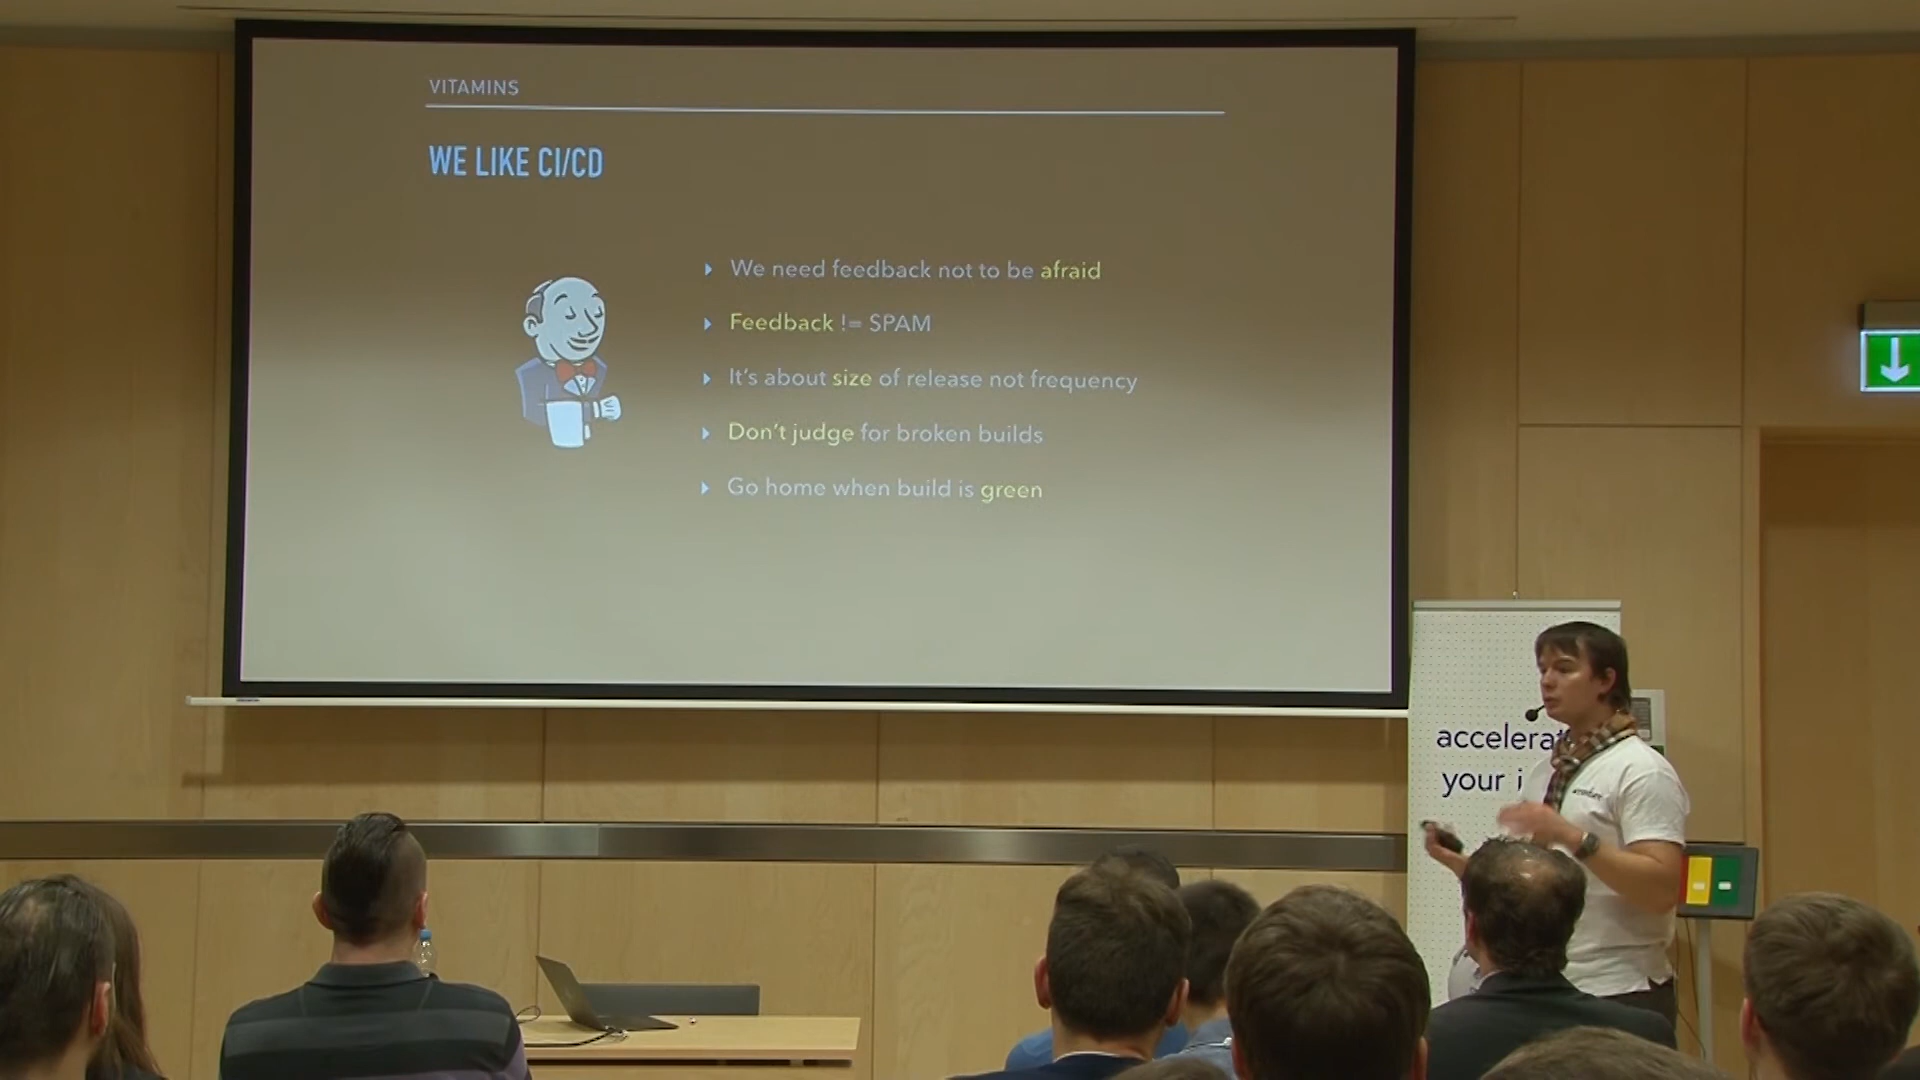 VITAMINS
WE LIKE CI/CD
We need feedback not to be afraid
Feedback != SPAM
It's about size of release not frequency
Don't judge for broken builds
Go home when build is green
your
accenture